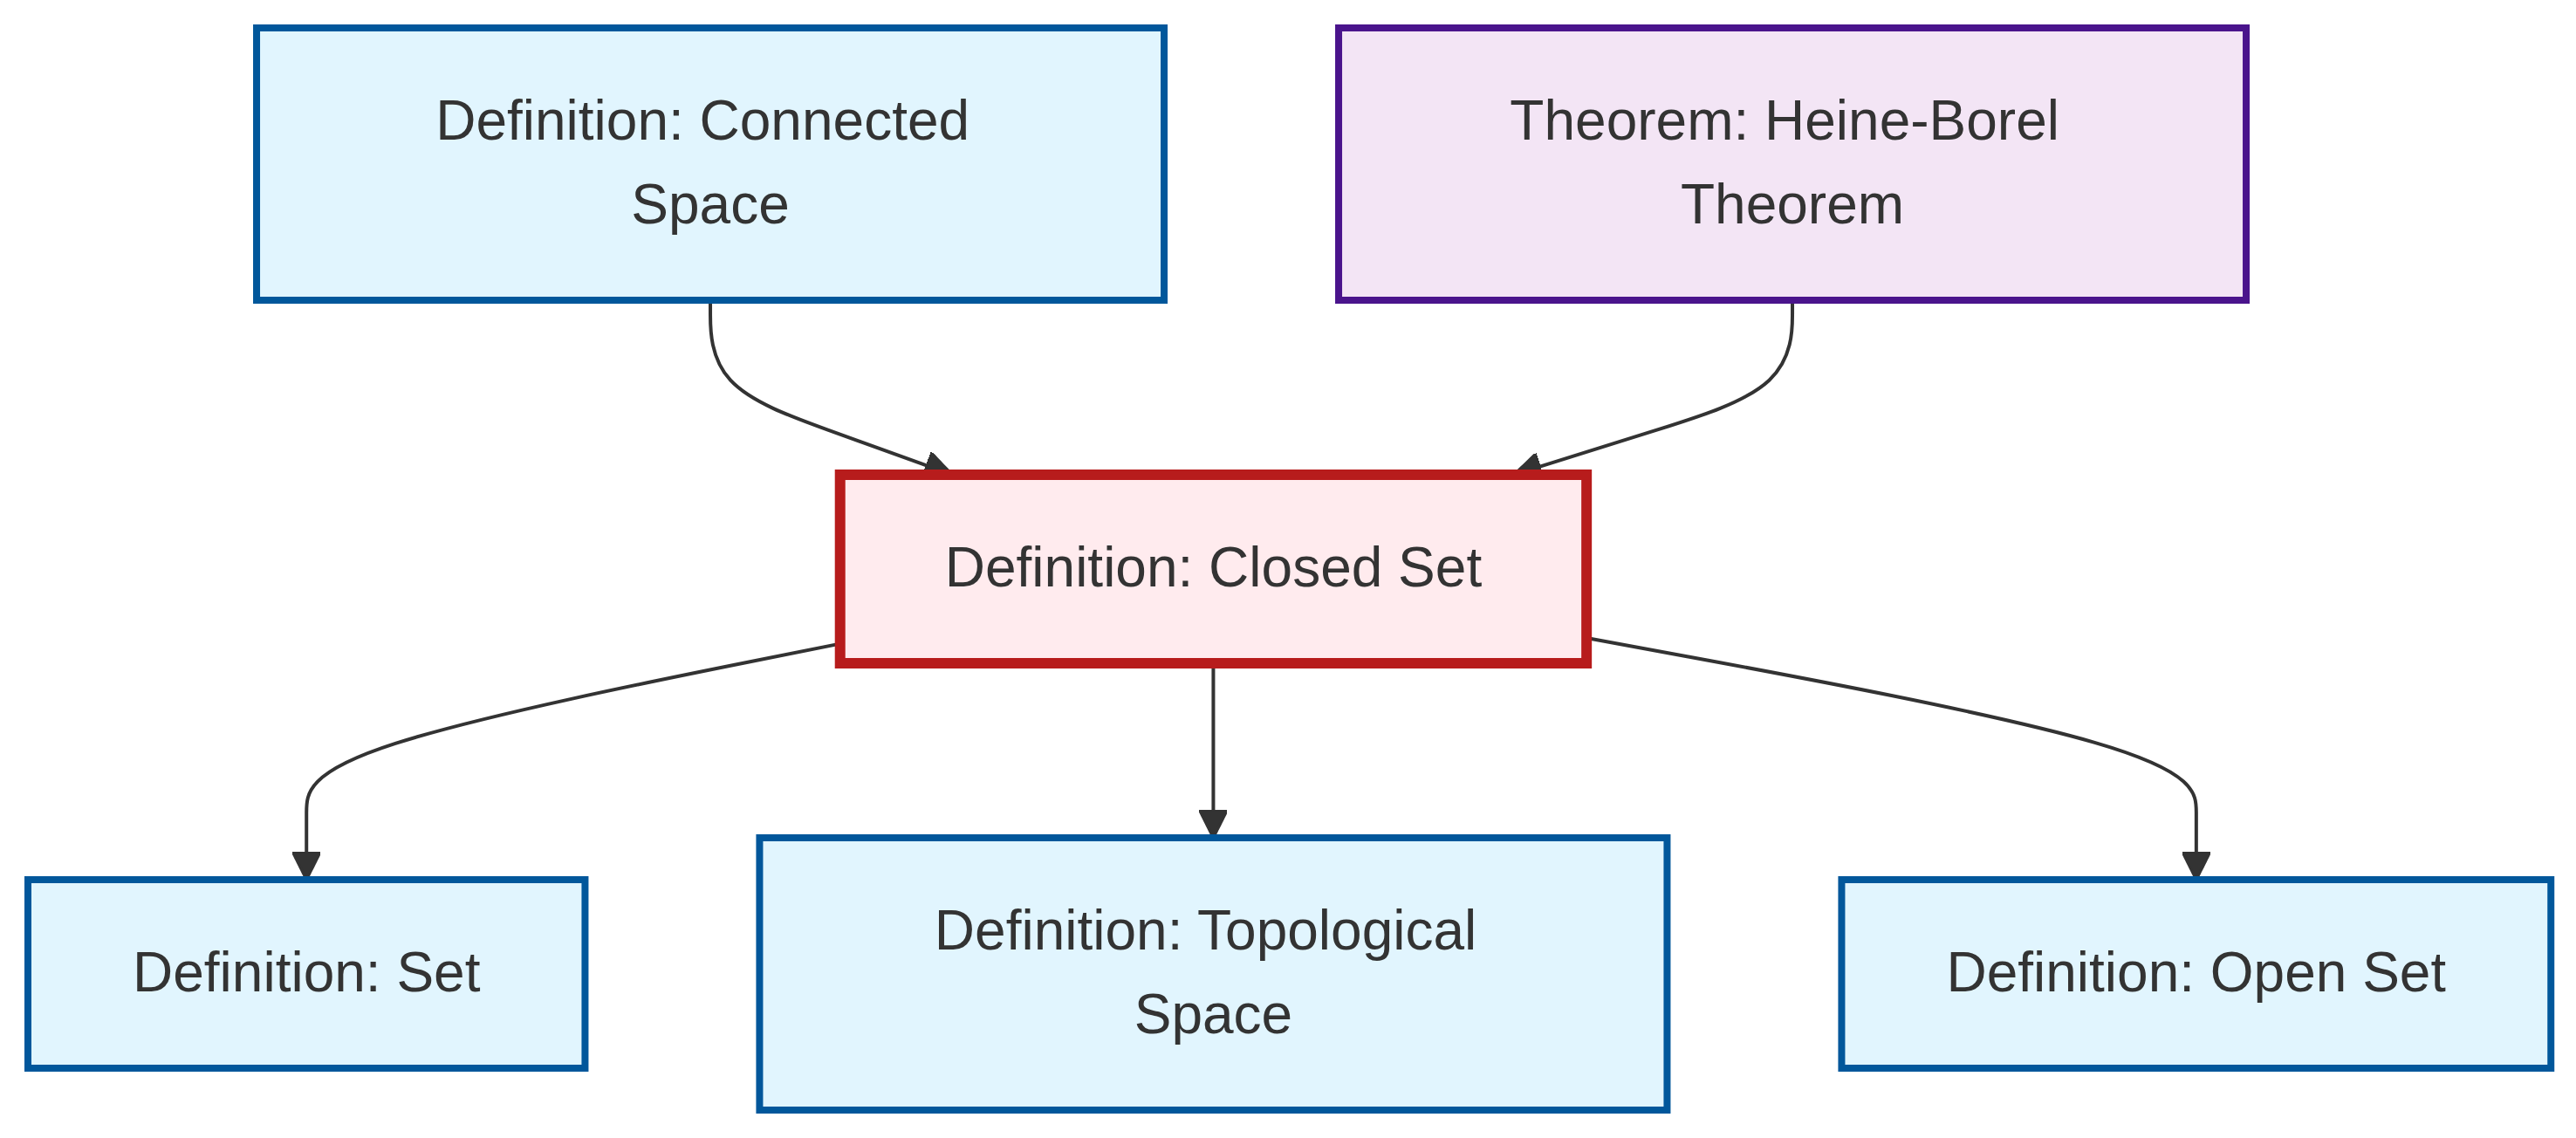 Definition: Connected
Space
Theorem: Heine-Borel
Theorem
Definition: Closed Set
Definition: Set
Definition: Topological
Space
Definition: Open Set